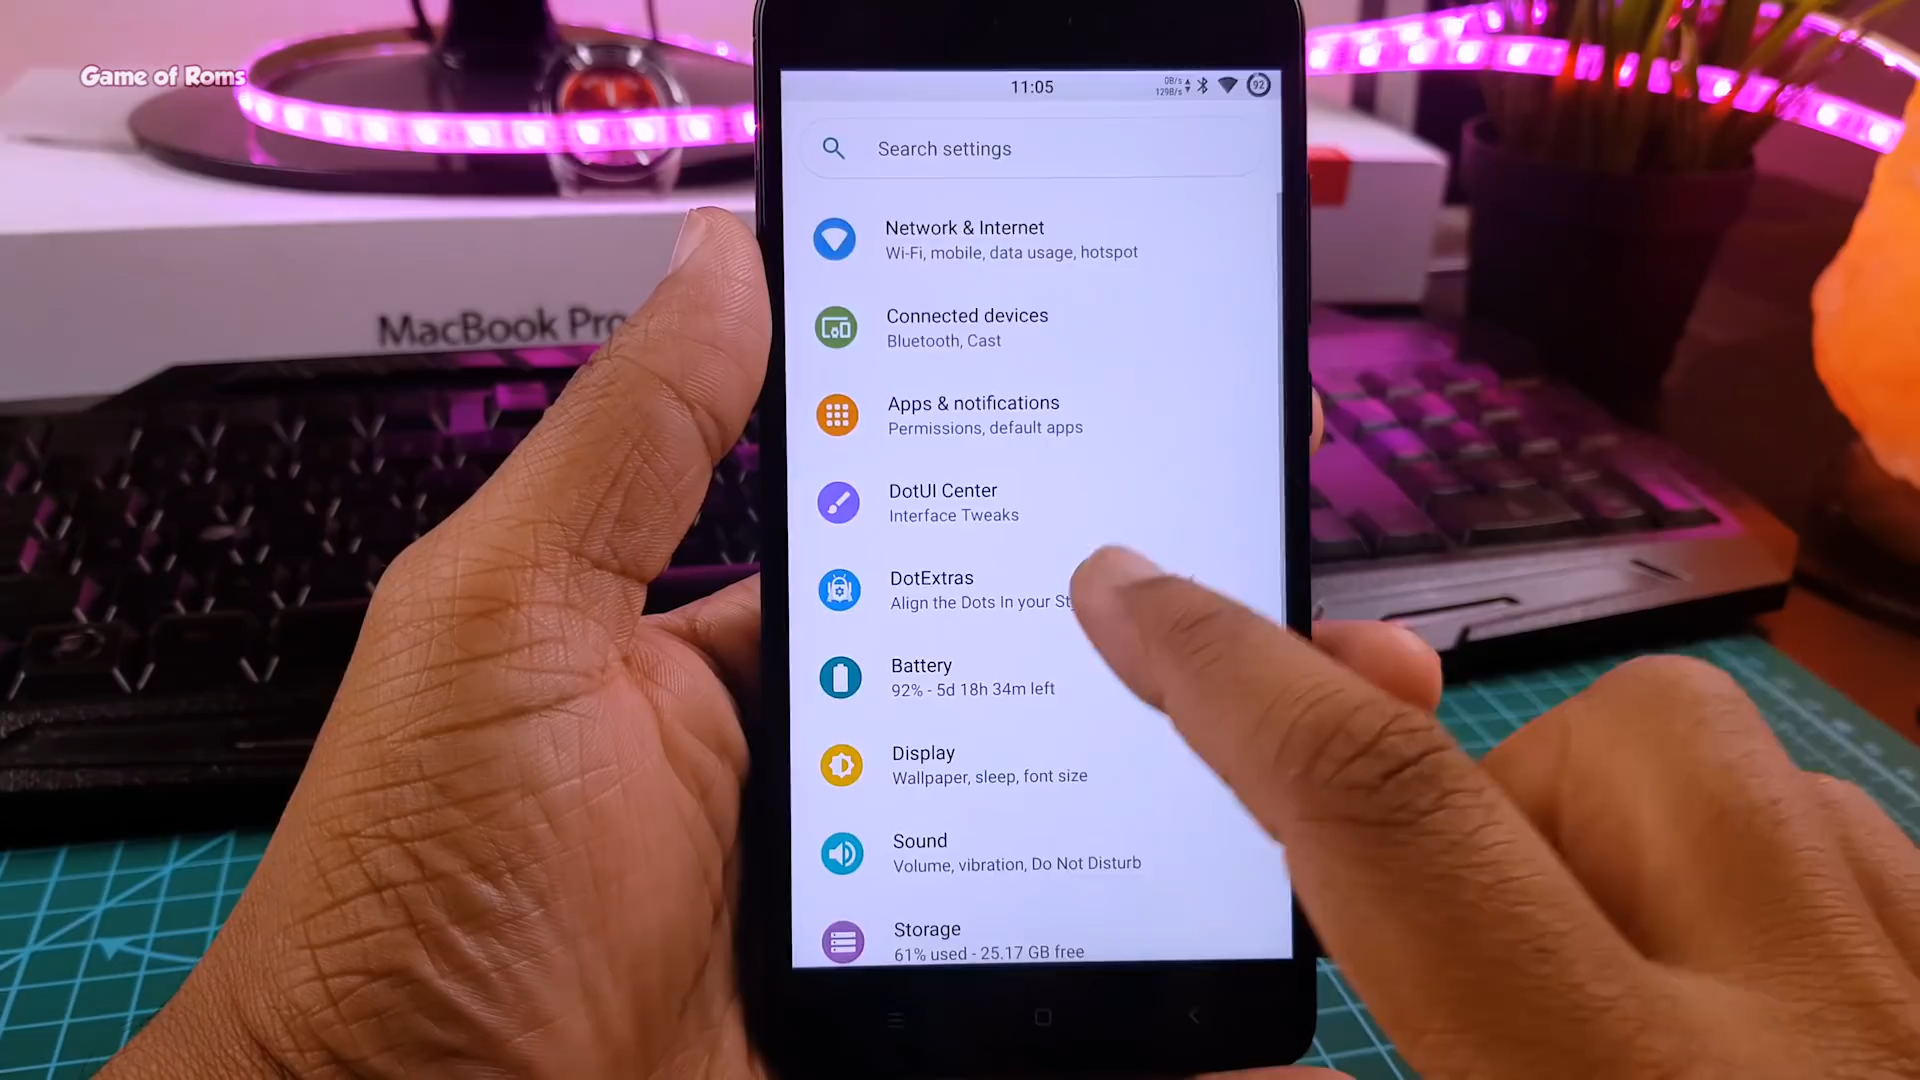 Game of Roms
MacBook Pro
11:05
0B/s
129B/s
92
Search settings
Network & Internet
Wi-Fi, mobile, data usage, hotspot
Connected devices
Bluetooth, Cast
Apps & notifications
Permissions, default apps
DotUI Center
Interface Tweaks
DotExtras
Align the Dots In your
Battery
92% - 5d 18h 34m left
Display
Wallpaper, sleep, font size
Sound
Volume, vibration, Do Not Disturb
Storage
61% used - 25.17 GB free